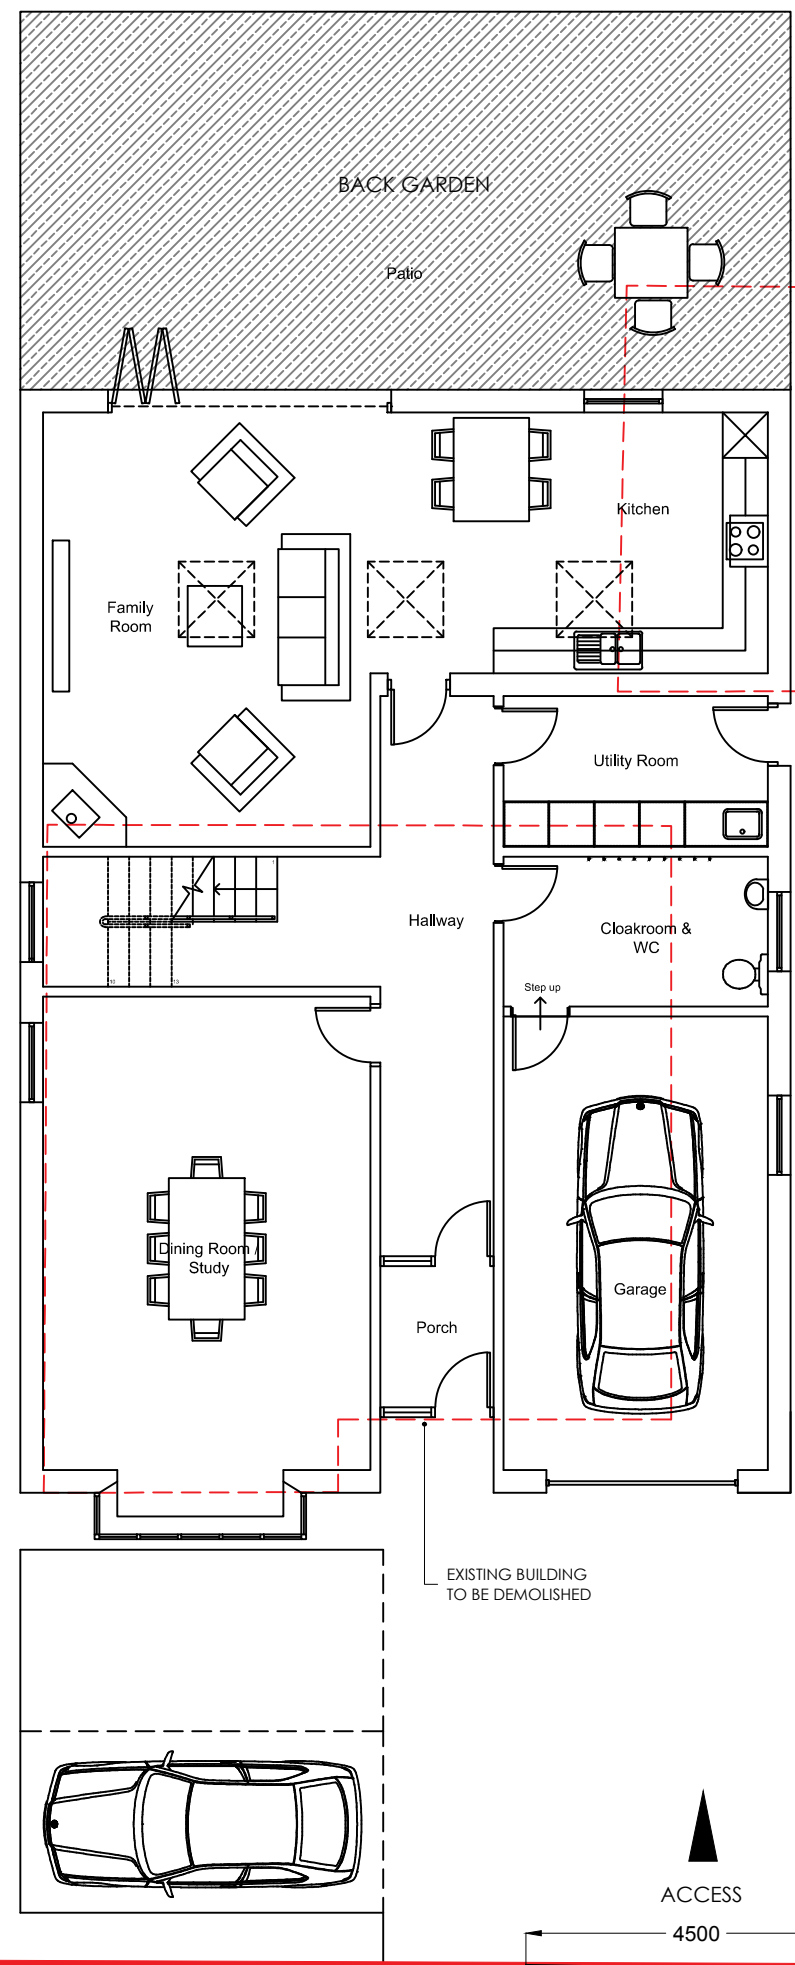 BACK GARDEN
Patio
Kitchen
Family
Room
Utility Room
Hallway
Cloakroom &
WC
Step up
Dining Room /
Study
Garage
Porch
EXISTING BUILDING
TO BE DEMOLISHED
ACCESS
4500